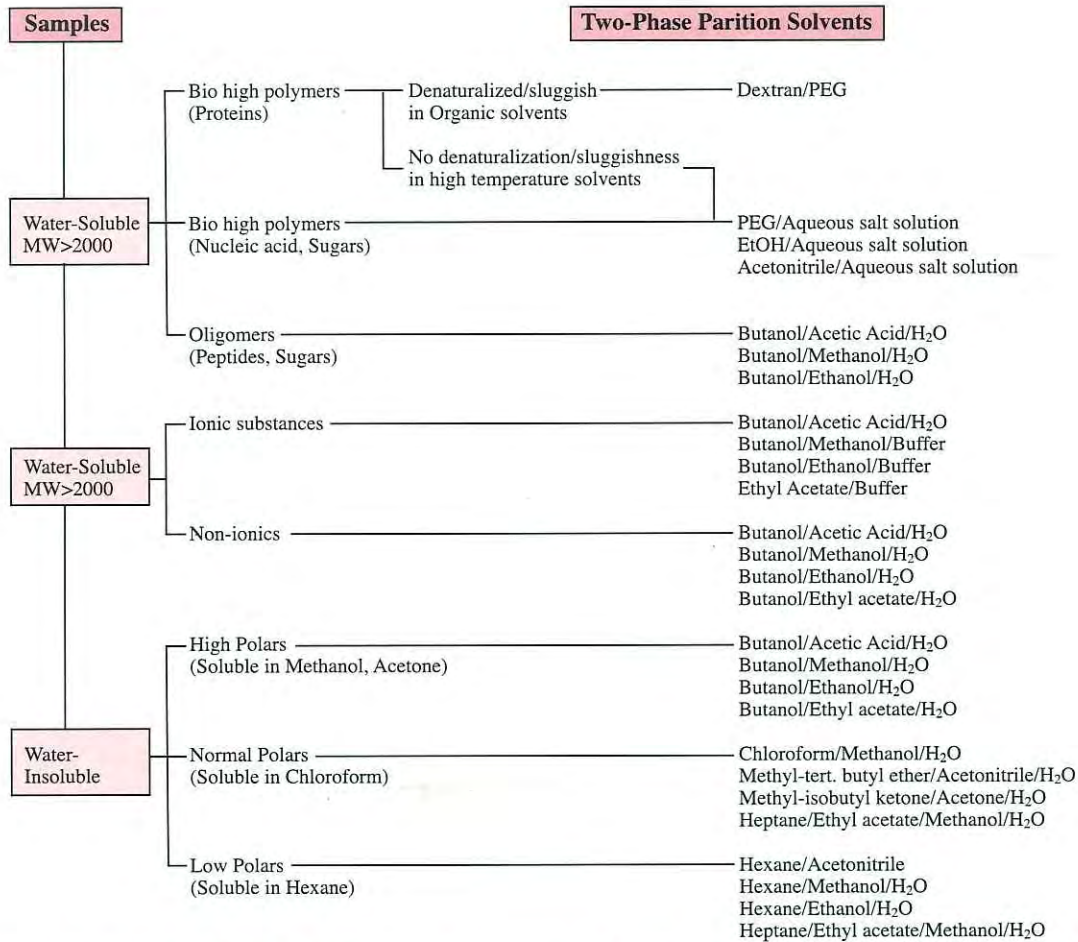 Samples
Two-Phase Parition Solvents
Bio high polymers
(Proteins)
Denaturalized/sluggish
in Organic solvents
Dextran/PEG
No denaturalization/sluggishness
in high temperature solvents
Water-Soluble
MW>2000
Bio high polymers
(Nucleic acid, Sugars)
PEG/Aqueous salt solution
EtOH/Aqueous salt solution
Acetonitrile/Aqueous salt solution
Oligomers
(Peptides, Sugars)
Butanol/Acetic Acid/H₂O
Butanol/Methanol/H₂O
Butanol/Ethanol/H₂O
Water-Soluble
MW>2000
Ionic substances
Butanol/Acetic Acid/H₂O
Butanol/Methanol/Buffer
Butanol/Ethanol/Buffer
Ethyl Acetate/Buffer
Non-ionics
Butanol/Acetic Acid/H₂O
Butanol/Methanol/H₂O
Butanol/Ethanol/H₂O
Butanol/Ethyl acetate/H₂O
High Polars
(Soluble in Methanol, Acetone)
Butanol/Acetic Acid/H₂O
Butanol/Methanol/H₂O
Butanol/Ethanol/H₂O
Butanol/Ethyl acetate/H₂O
Water-
Insoluble
Normal Polars
(Soluble in Chloroform)
Chloroform/Methanol/H₂O
Methyl-tert. butyl ether/Acetonitrile/H₂O
Methyl-isobutyl ketone/Acetone/H₂O
Heptane/Ethyl acetate/Methanol/H₂O
Low Polars
(Soluble in Hexane)
Hexane/Acetonitrile
Hexane/Methanol/H₂O
Hexane/Ethanol/H₂O
Heptane/Ethyl acetate/Methanol/H₂O